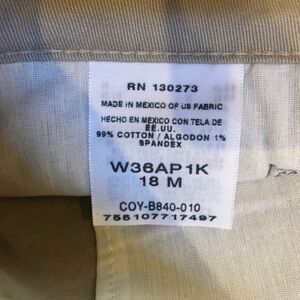 RN 130273
MADE IN MEXICO OF US FABRIC
HECHO EN MEXICO CON TELA DE
EE.UU.
99% COTTON / ALGODON 1%
SPANDEX
W36AP1K
18 M
COY-B840-010
755107717497